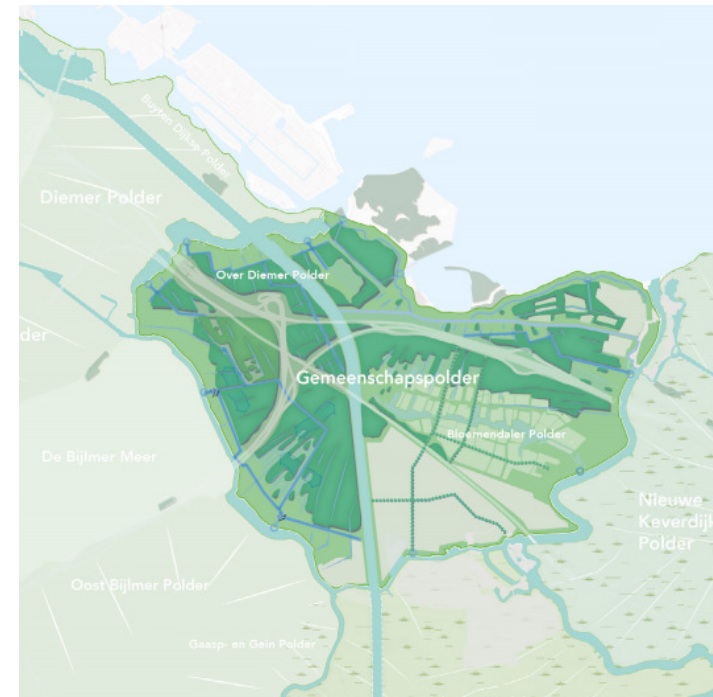 Buyten Dijkse Polder
Diemer Polder
Over Diemer Polder
der
Gemeenschapspolder
Bloemendaler Polder
De Bijlmer Meer
Nieuwe
Keverdijk
Polder
Oost Bijlmer Polder
Gaasp- en Gein Polder